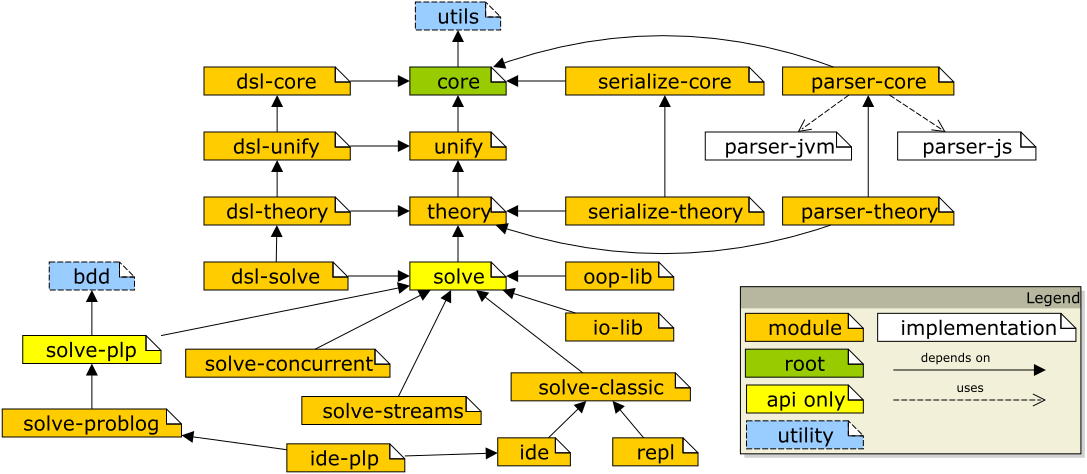 utils
dsl-core
core
serialize-core
parser-core
dsl-unify
unify
parser-jvm
parser-js
dsl-theory
theory
serialize-theory
parser-theory
bdd
dsl-solve
solve
oop-lib
io-lib
solve-plp
solve-concurrent
solve-classic
solve-streams
solve-problog
ide-plp
ide
repl
Legend
module
implementation
root
depends on
api only
uses
utility